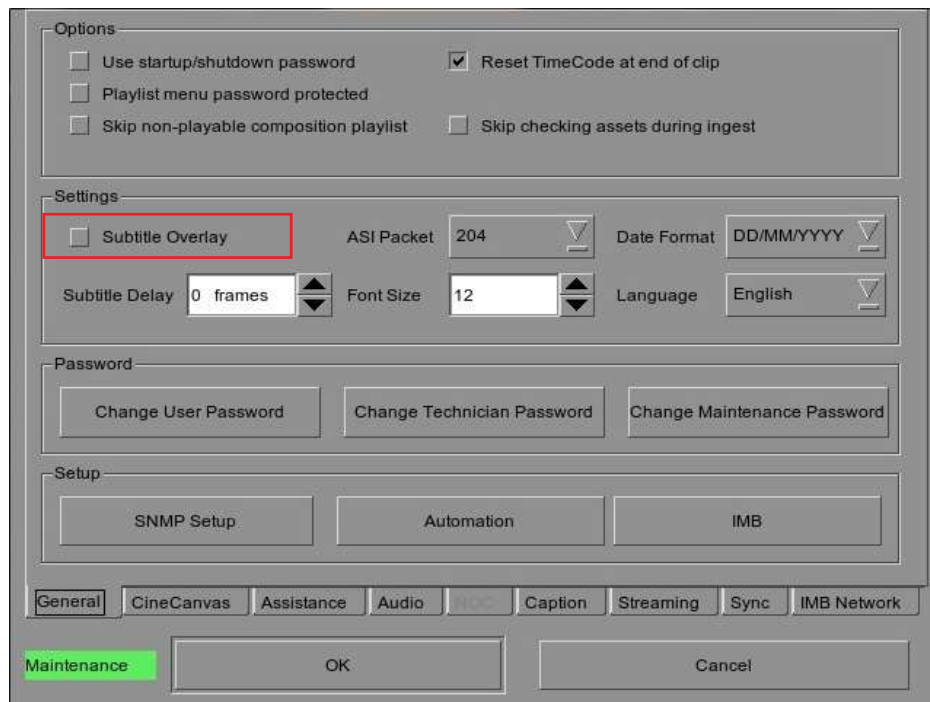 Options
Use startup/shutdown password
Reset TimeCode at end of clip
Playlist menu password protected
Skip non-playable composition playlist
Skip checking assets during ingest
Settings
Subtitle Overlay
ASI Packet 204
Date Format DD/MM/YYYY
Subtitle Delay 0 frames
Font Size 12
Language English
Password
Change User Password
Change Technician Password
Change Maintenance Password
Setup
SNMP Setup
Automation
IMB
General CineCanvas Assistance Audio NOC Caption Streaming Sync IMB Network
Maintenance OK Cancel